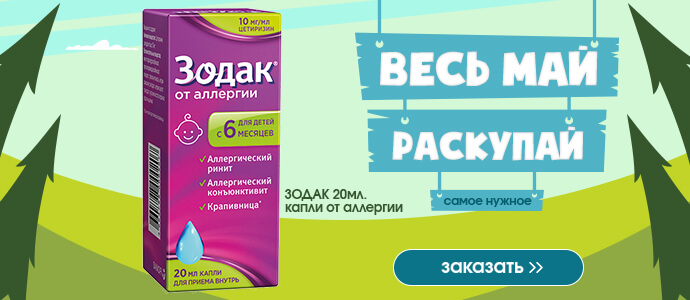 10 мг/мл
ЦЕТИРИЗИН
Зодак®
от аллергии
ДЛЯ ДЕТЕЙ
с 6 МЕСЯЦЕВ
Аллергический
ринит
Аллергический
конъюнктивит
Крапивница
20 МЛ КАПЛИ
ДЛЯ ПРИЕМА ВНУТРЬ
ЗОДАК 20мл.
капли от аллергии
ВЕСЬ МАЙ
РАСКУПАЙ
самое нужное
заказать >>